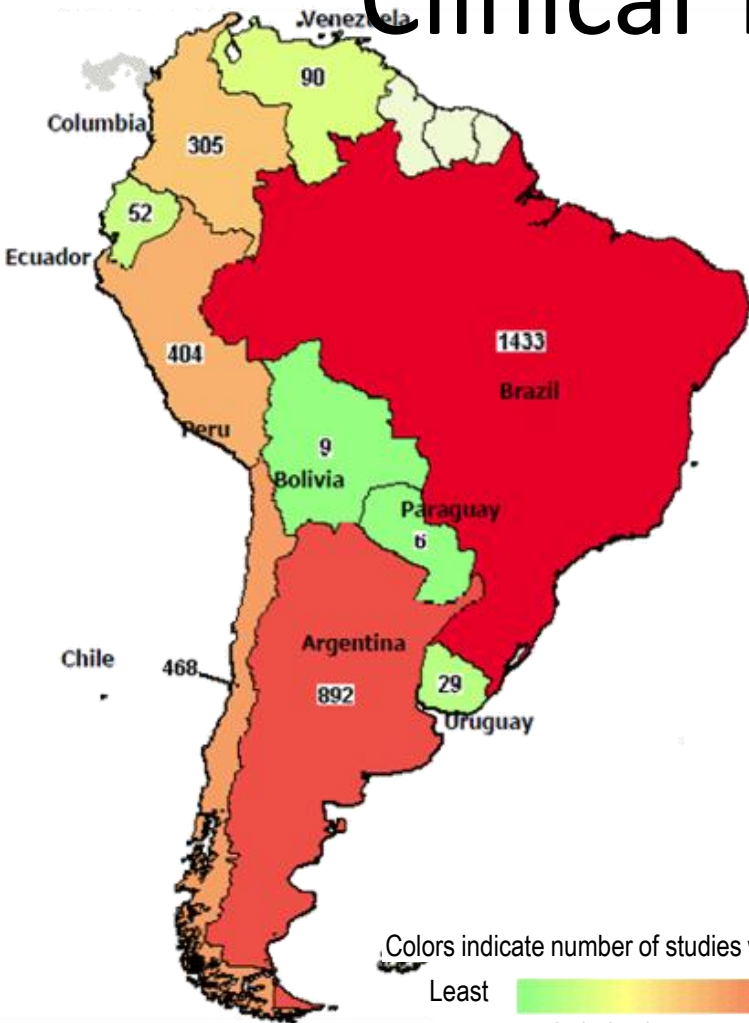 Clinical
Venezuela
90
Columbia
305
52
Ecuador
404
1433
Brazil
Peru
9
Bolivia
Paraguay
6
Argentina
Chile
468
892
29
Uruguay
Colors indicate number of studies
Least